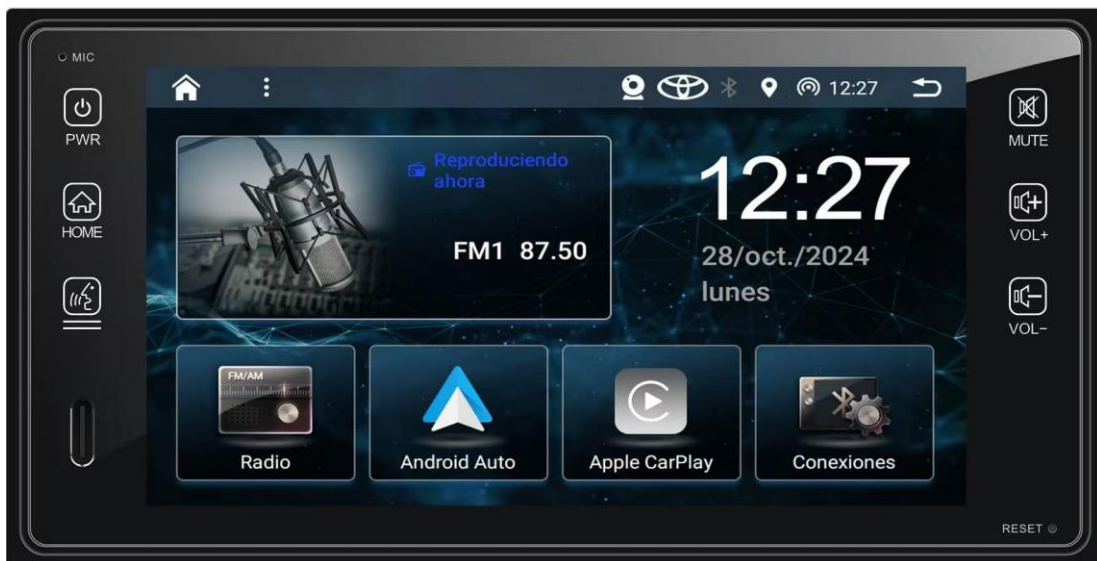 MIC
PWR
HOME
12:27
Reproduciendo
ahora
FM1 87.50
12:27
28/oct./2024
lunes
FM/AM
Radio
Android Auto
Apple CarPlay
Conexiones
MUTE
VOL+
VOL-
RESET